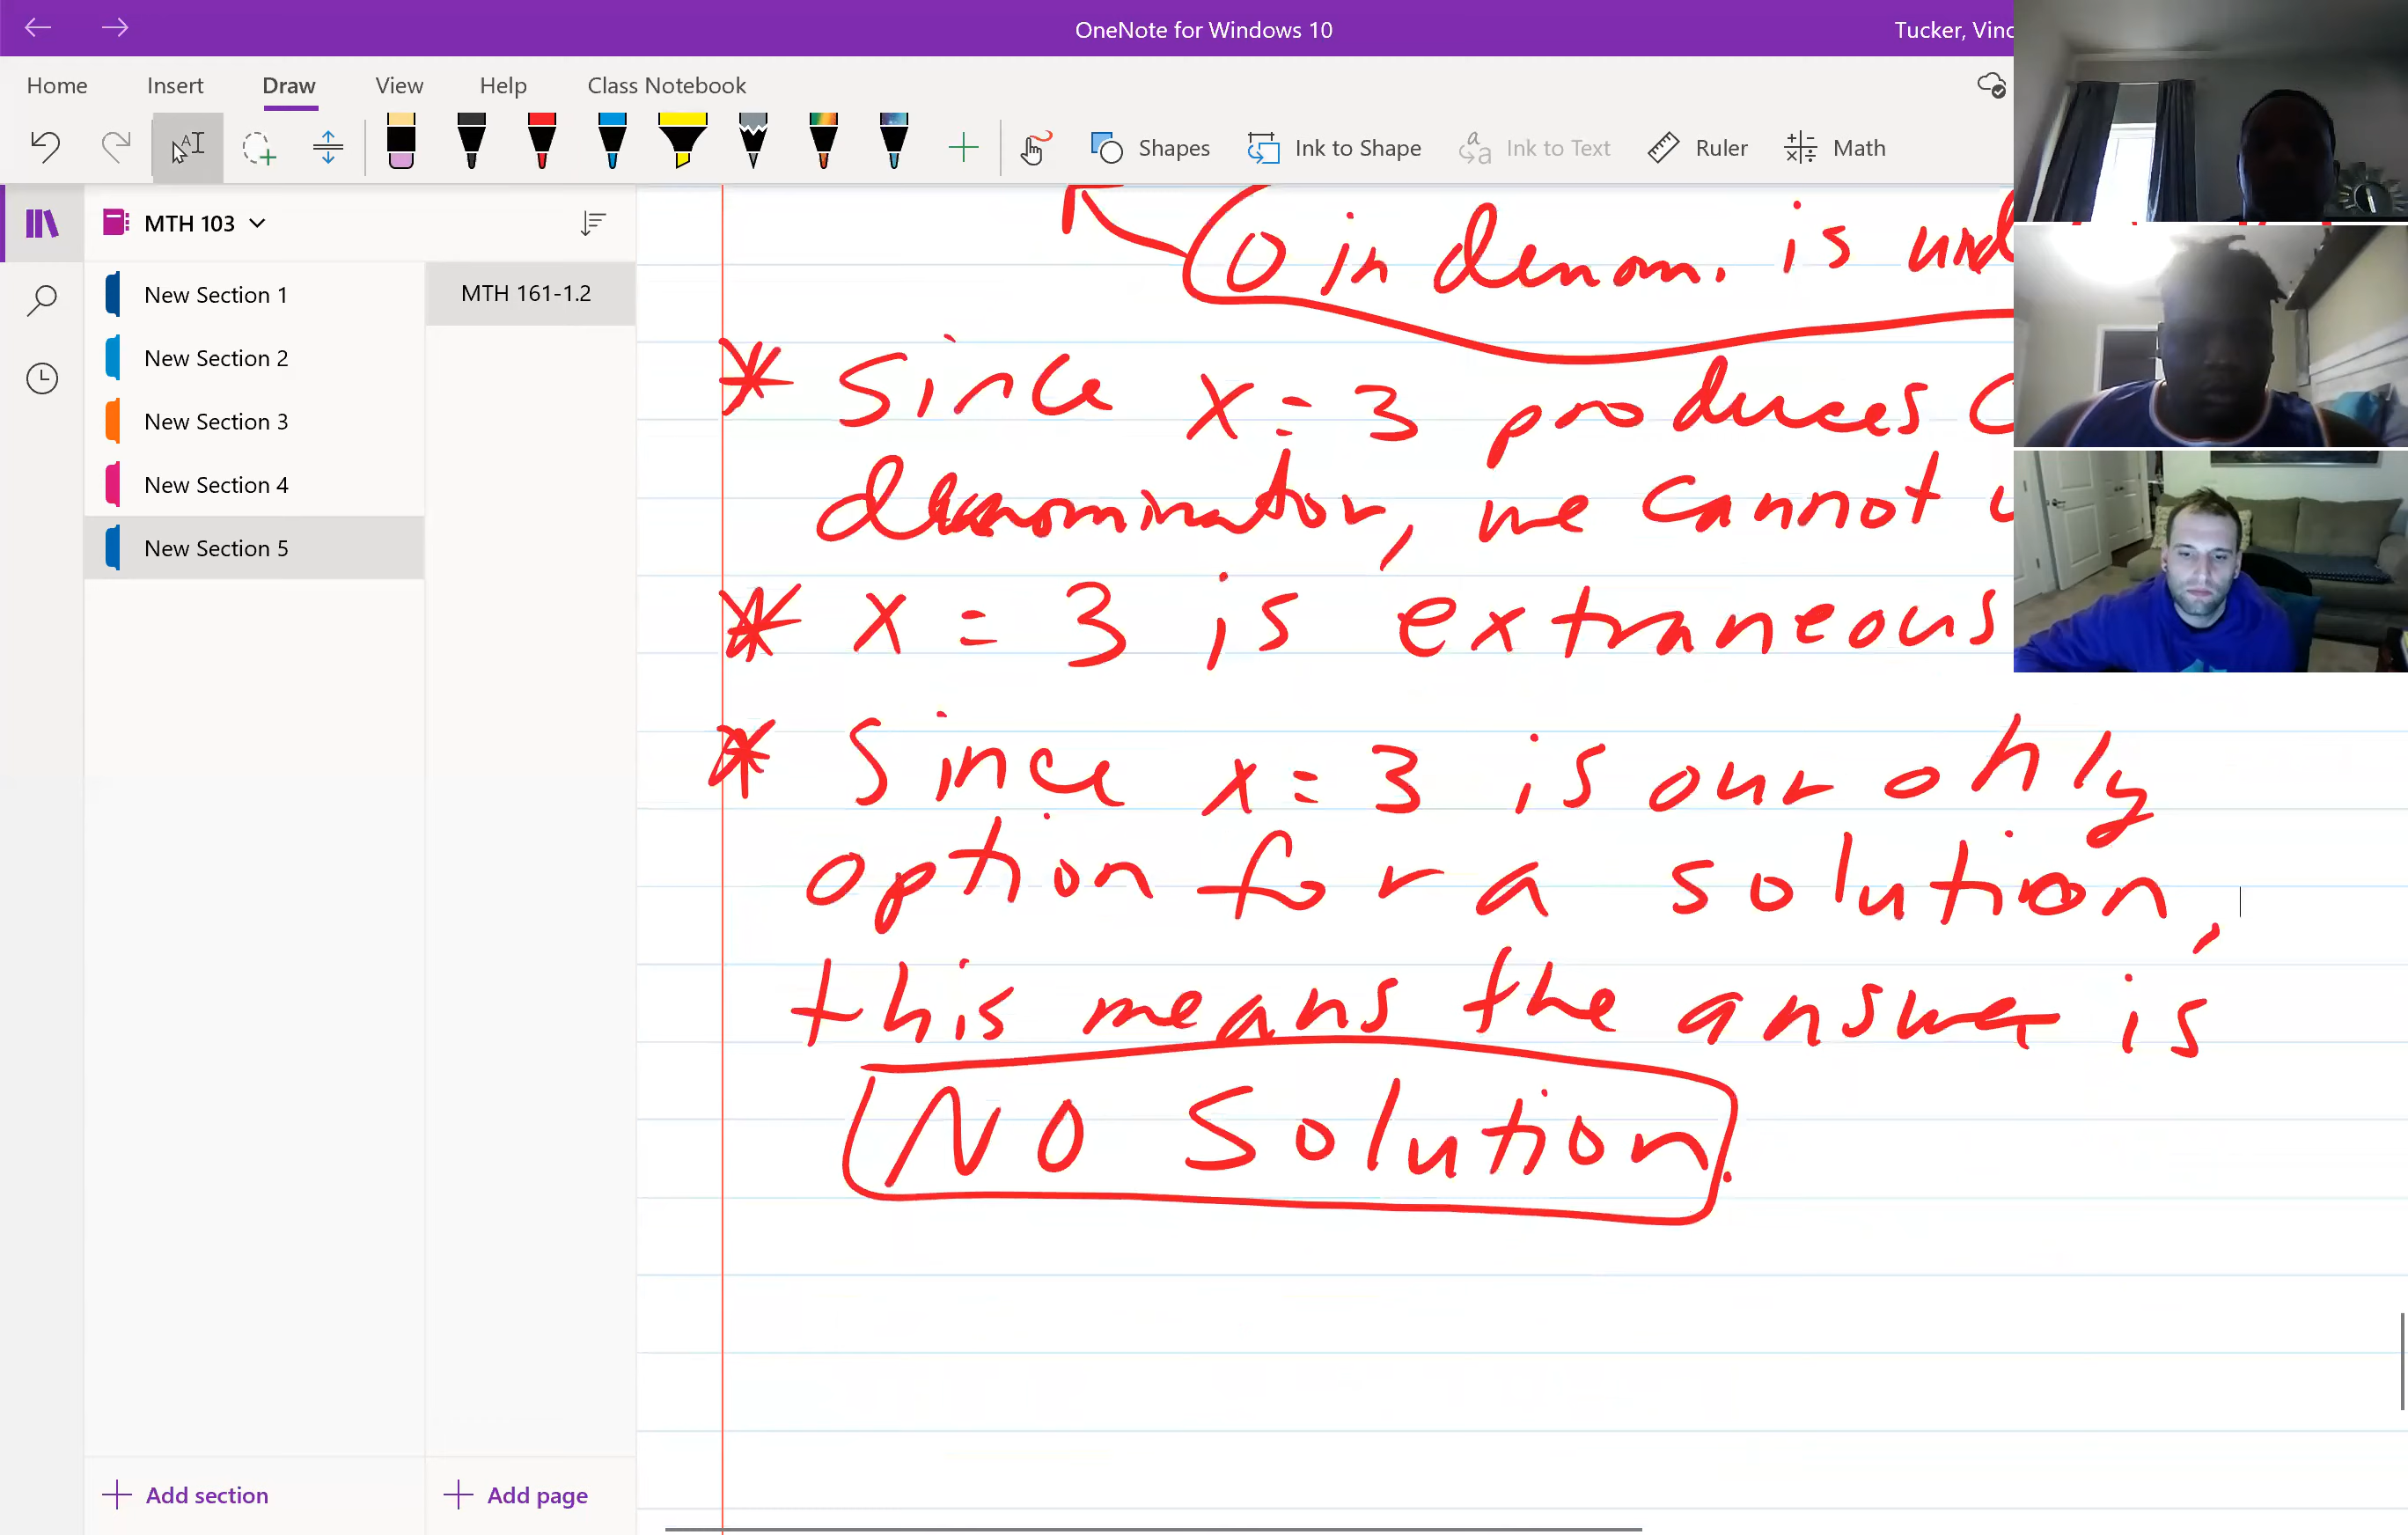 OneNote for Windows 10
Tucker, Vinc
Home Insert Draw View Help Class Notebook
Shapes Ink to Shape Ink to Text Ruler Math
MTH 103
MTH 161-1.2
New Section 1
New Section 2
New Section 3
New Section 4
New Section 5
0 in denom. is und
* Since x = 3 produces
denominator, we cannot
* x = 3 is extraneous
* Since x = 3 is our only
option for a solution,
this means the answer is
NO Solution.
Add section
Add page